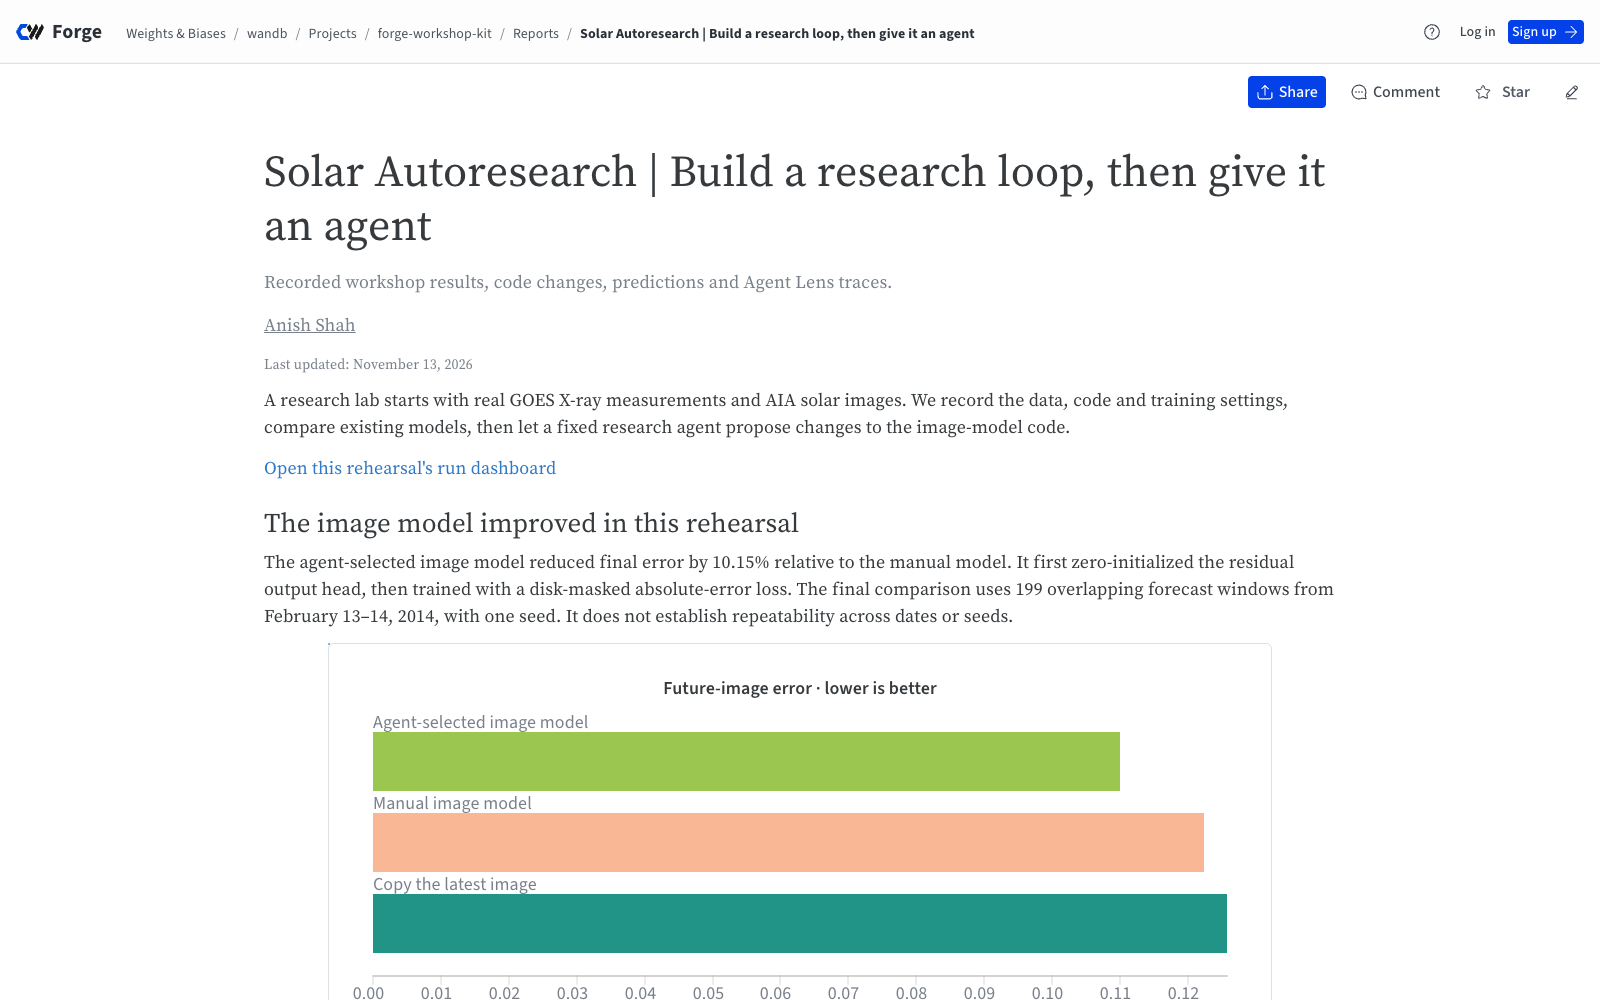 Forge
Weights & Biases / wandb / Projects / forge-workshop-kit / Reports / Solar Autoresearch | Build a research loop, then give it an agent
Log in
Sign up
Share
Comment
Star
Solar Autoresearch | Build a research loop, then give it
an agent
Recorded workshop results, code changes, predictions and Agent Lens traces.
Anish Shah
Last updated: November 13, 2026
A research lab starts with real GOES X-ray measurements and AIA solar images. We record the data, code and training settings,
compare existing models, then let a fixed research agent propose changes to the image-model code.
Open this rehearsal's run dashboard
The image model improved in this rehearsal
The agent-selected image model reduced final error by 10.15% relative to the manual model. It first zero-initialized the residual
output head, then trained with a disk-masked absolute-error loss. The final comparison uses 199 overlapping forecast windows from
February 13–14, 2014, with one seed. It does not establish repeatability across dates or seeds.
Future-image error · lower is better
Agent-selected image model
Manual image model
Copy the latest image
0.00 0.01 0.02 0.03 0.04 0.05 0.06 0.07 0.08 0.09 0.10 0.11 0.12